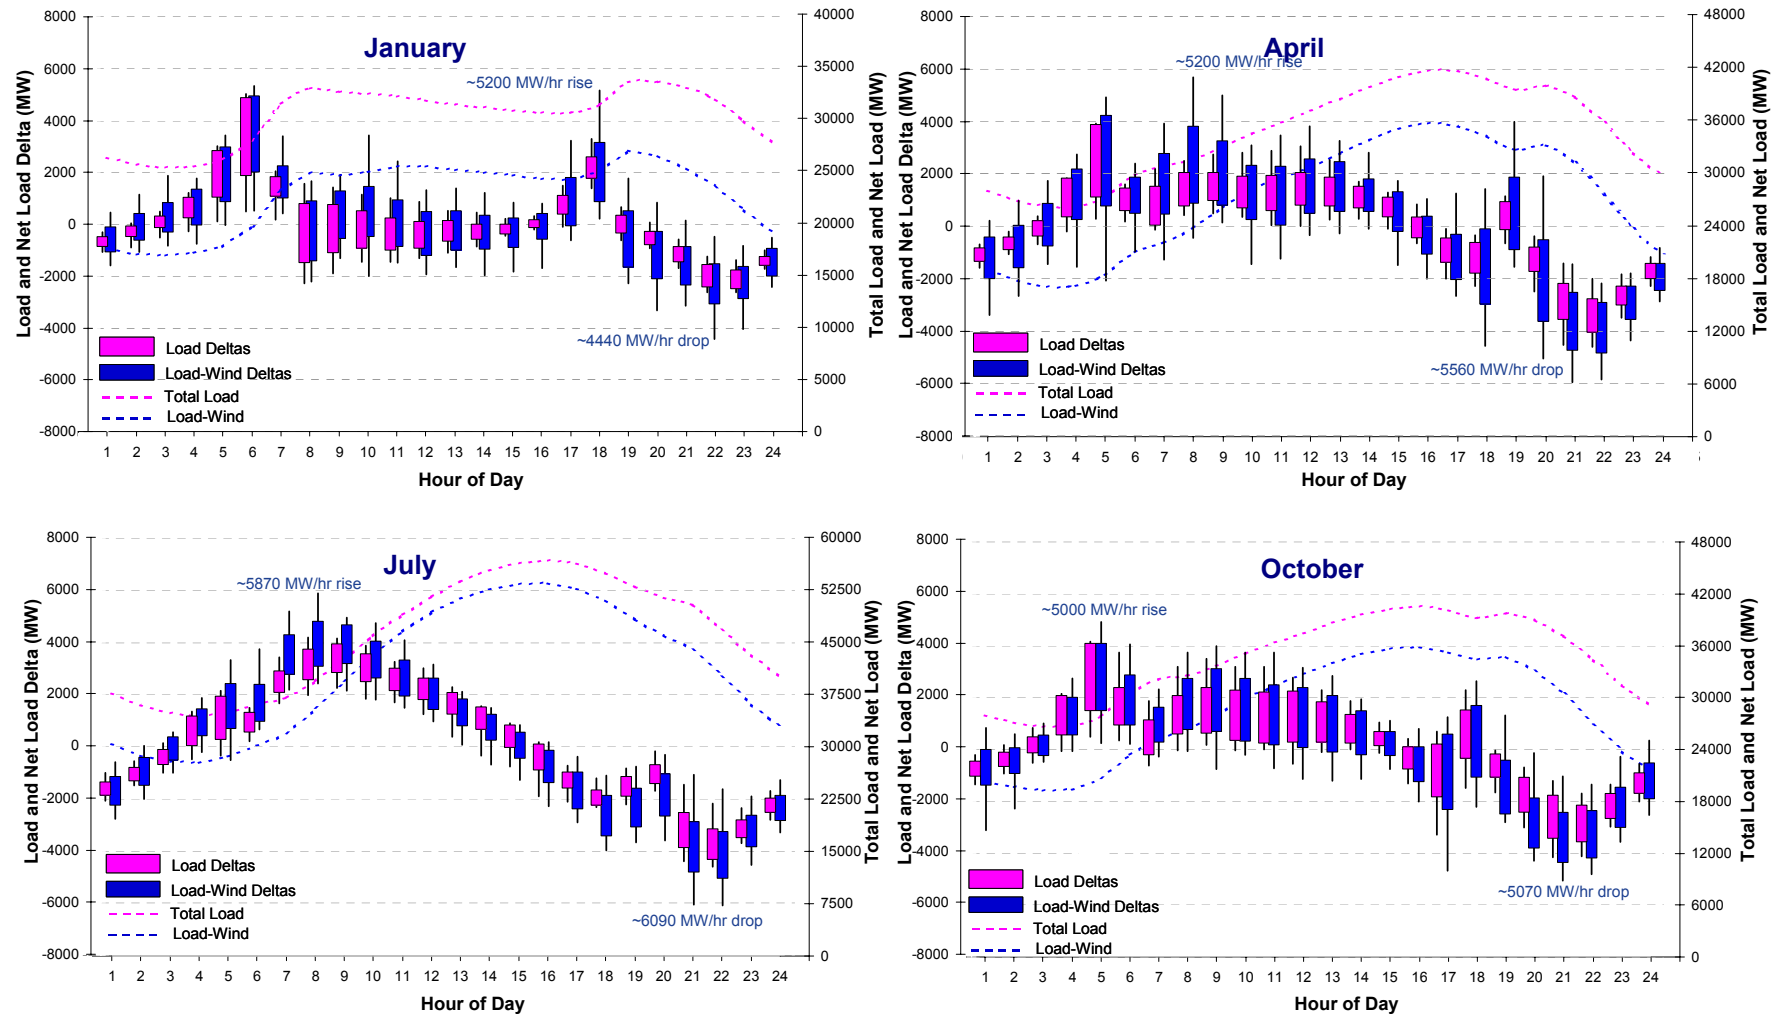 January
~5200 MW/hr rise
~4440 MW/hr drop
Load and Net Load Delta (MW)
8000
6000
4000
2000
0
-2000
-4000
-6000
-8000
Total Load and Net Load (MW)
40000
35000
30000
25000
20000
15000
10000
5000
0
Load Deltas
Load-Wind Deltas
Total Load
Load-Wind
1 2 3 4 5 6 7 8 9 10 11 12 13 14 15 16 17 18 19 20 21 22 23 24
Hour of Day
April
~5200 MW/hr rise
~5560 MW/hr drop
Load and Net Load Delta (MW)
8000
6000
4000
2000
0
-2000
-4000
-6000
-8000
Total Load and Net Load (MW)
48000
42000
36000
30000
24000
18000
12000
6000
0
Load Deltas
Load-Wind Deltas
Total Load
Load-Wind
1 2 3 4 5 6 7 8 9 10 11 12 13 14 15 16 17 18 19 20 21 22 23 24
Hour of Day
July
~5870 MW/hr rise
~6090 MW/hr drop
Load and Net Load Delta (MW)
8000
6000
4000
2000
0
-2000
-4000
-6000
-8000
Total Load and Net Load (MW)
60000
52500
45000
37500
30000
22500
15000
7500
0
Load Deltas
Load-Wind Deltas
Total Load
Load-Wind
1 2 3 4 5 6 7 8 9 10 11 12 13 14 15 16 17 18 19 20 21 22 23 24
Hour of Day
October
~5000 MW/hr rise
~5070 MW/hr drop
Load and Net Load Delta (MW)
8000
6000
4000
2000
0
-2000
-4000
-6000
-8000
Total Load and Net Load (MW)
48000
42000
36000
30000
24000
18000
12000
6000
0
Load Deltas
Load-Wind Deltas
Total Load
Load-Wind
1 2 3 4 5 6 7 8 9 10 11 12 13 14 15 16 17 18 19 20 21 22 23 24
Hour of Day